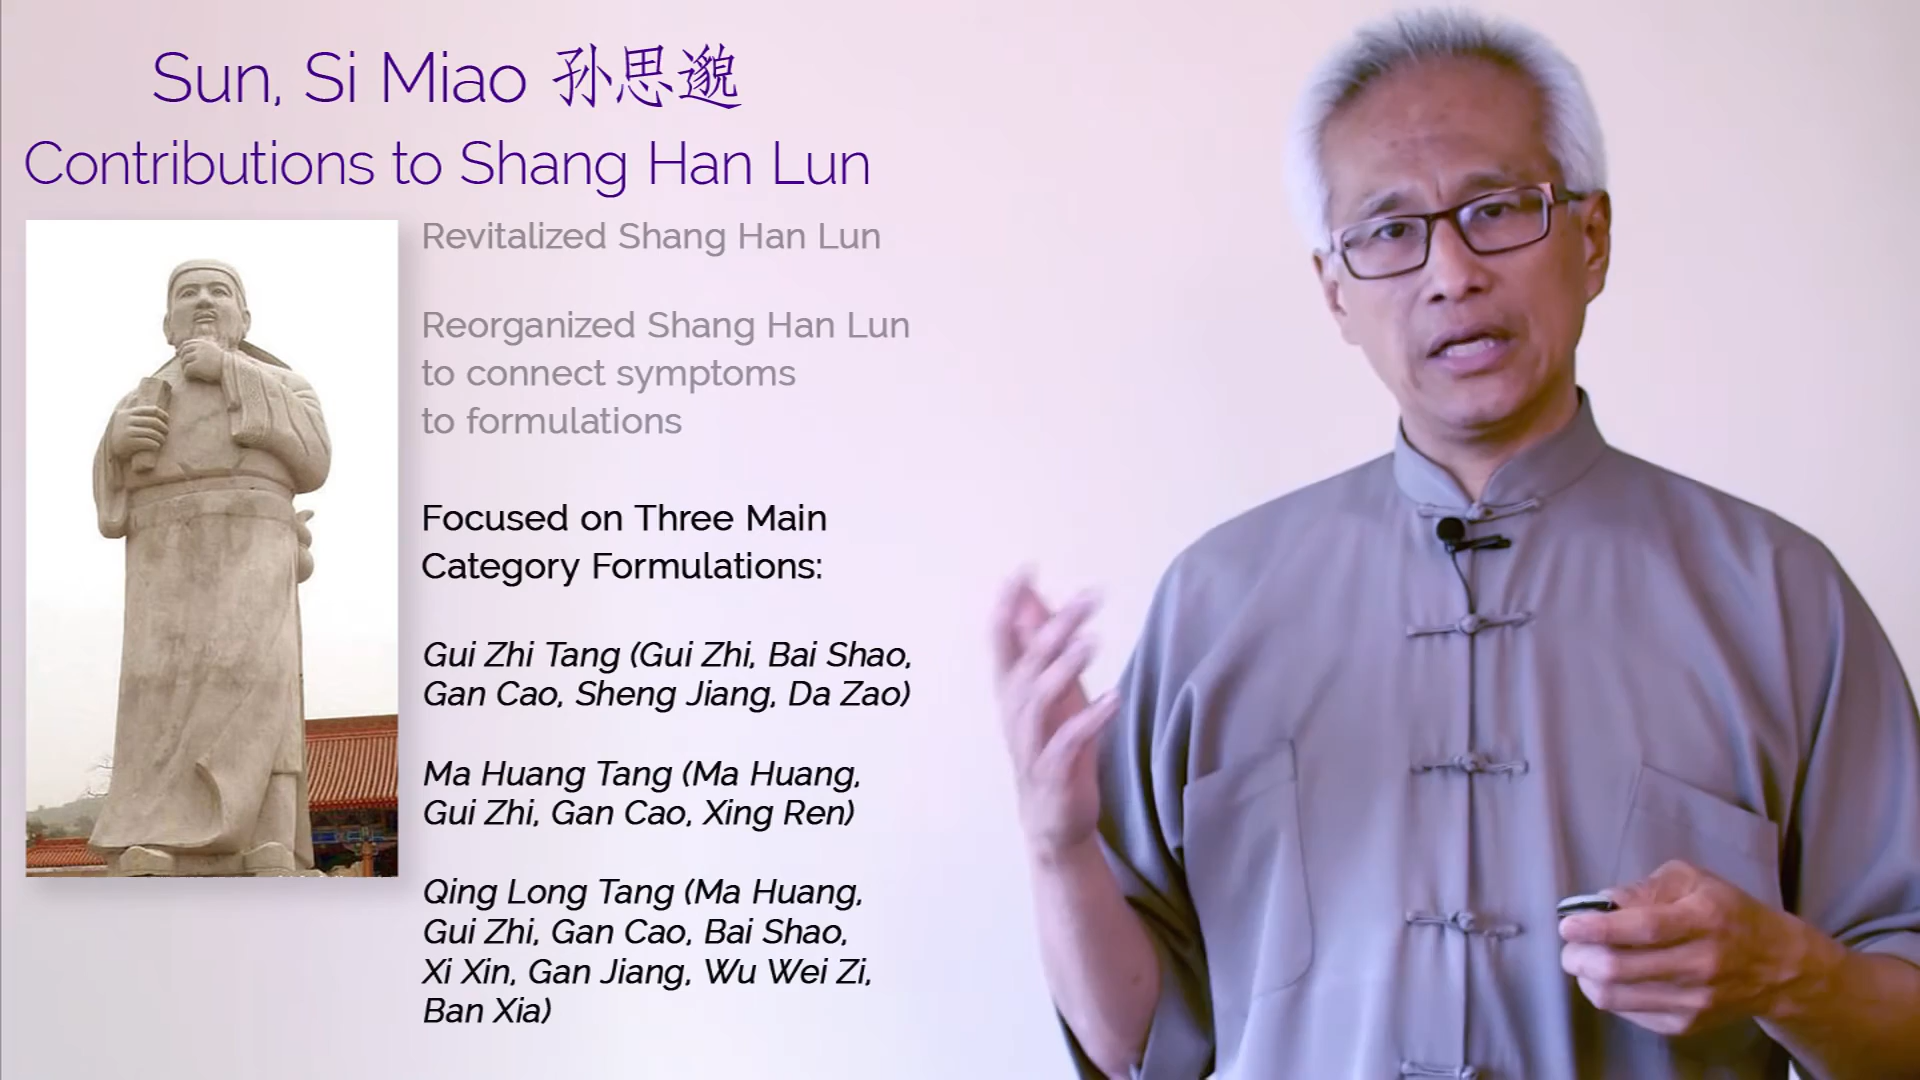 Sun, Si Miao 孙思邈
Contributions to Shang Han Lun
Revitalized Shang Han Lun
Reorganized Shang Han Lun
to connect symptoms
to formulations
Focused on Three Main
Category Formulations:
Gui Zhi Tang (Gui Zhi, Bai Shao,
Gan Cao, Sheng Jiang, Da Zao)
Ma Huang Tang (Ma Huang,
Gui Zhi, Gan Cao, Xing Ren)
Qing Long Tang (Ma Huang,
Gui Zhi, Gan Cao, Bai Shao,
Xi Xin, Gan Jiang, Wu Wei Zi,
Ban Xia)